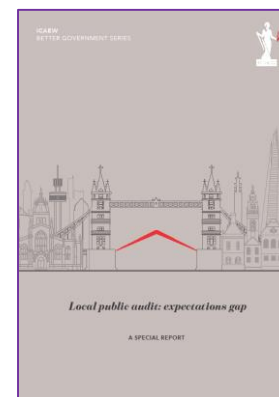 ICAEW
BETTER GOVERNMENT SERIES
Local public audit: expectations gap
A SPECIAL REPORT